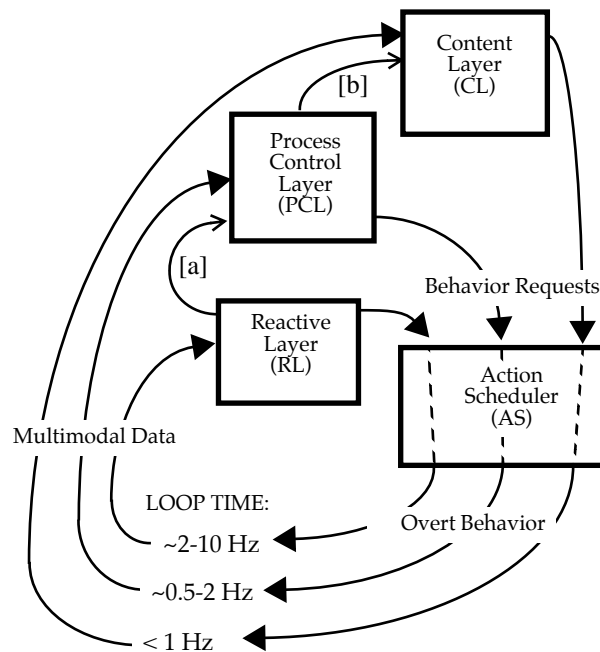 Content
Layer
(CL)
[b]
Process
Control
Layer
(PCL)
[a]
Behavior Requests
Reactive
Layer
(RL)
Action
Scheduler
(AS)
Multimodal Data
LOOP TIME:
Overt Behavior
~2-10 Hz
~0.5-2 Hz
< 1 Hz